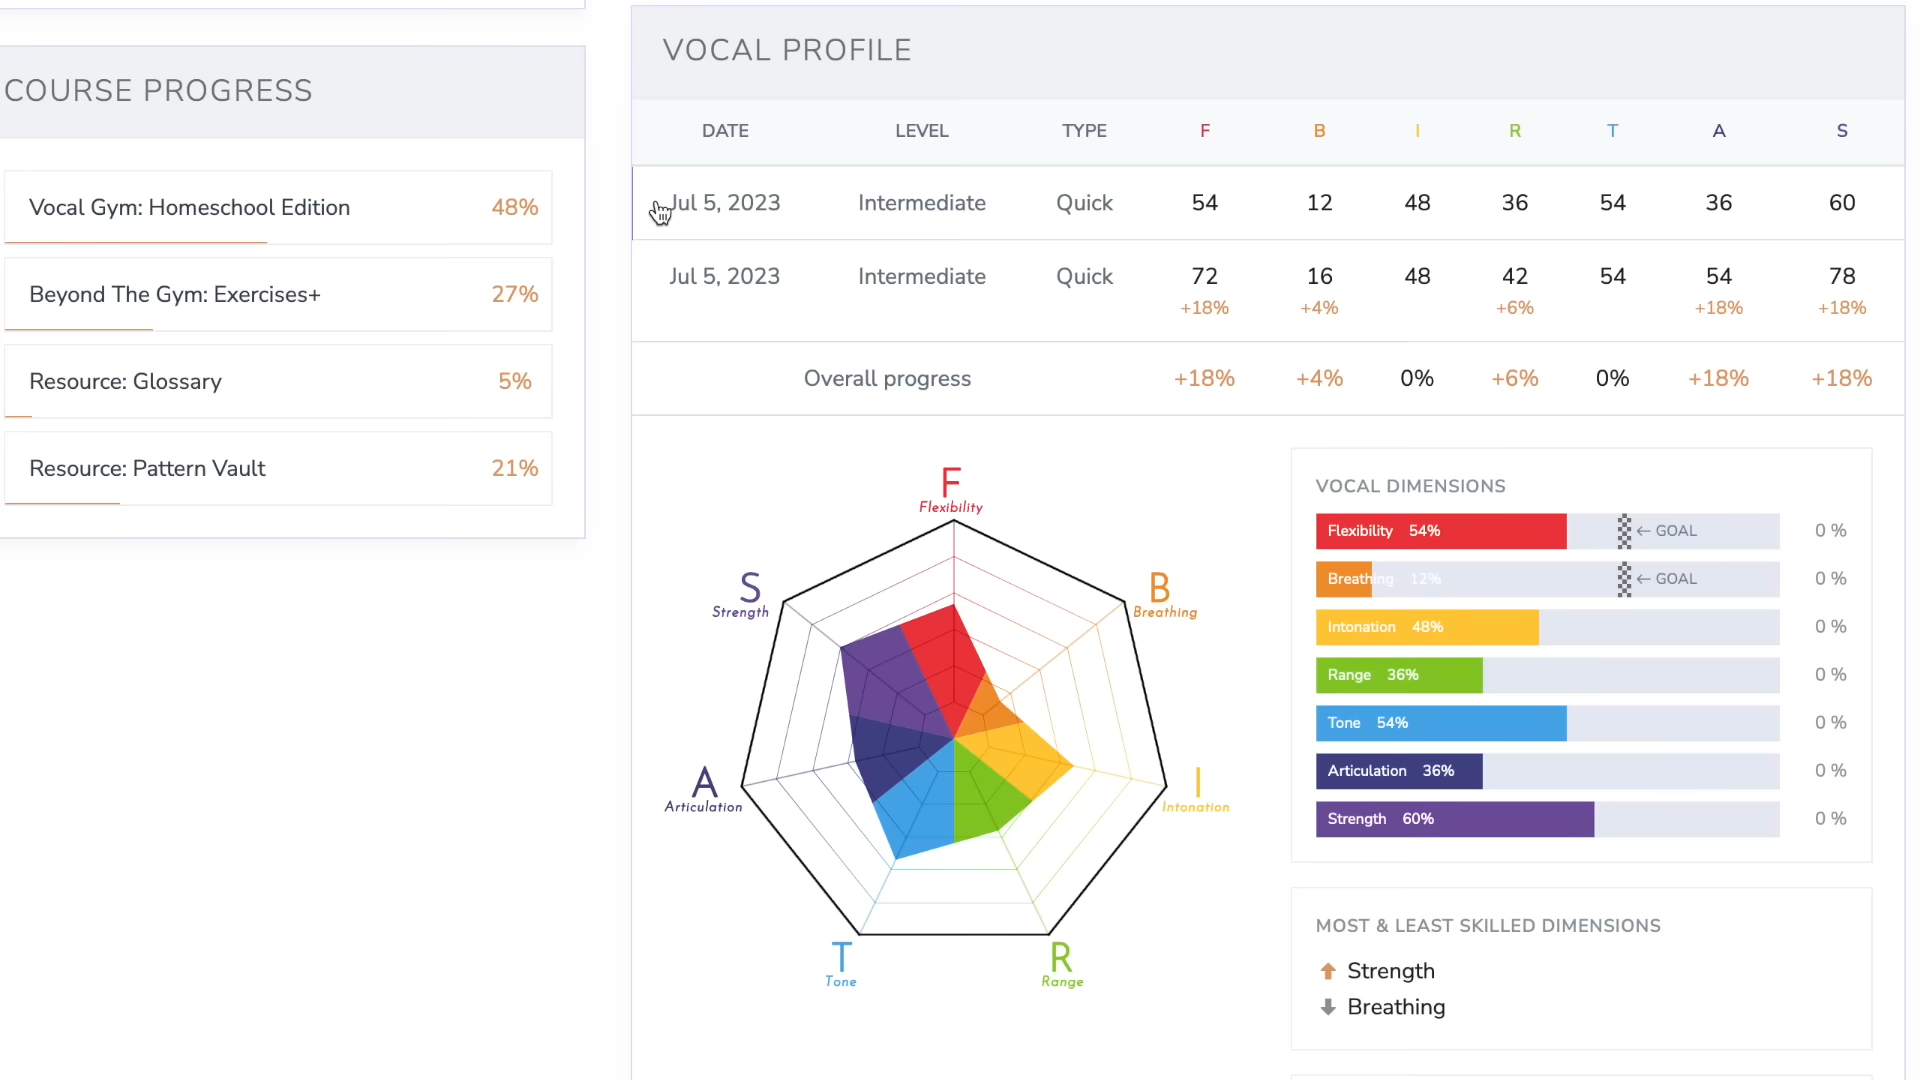 COURSE PROGRESS
Vocal Gym: Homeschool Edition 48%
Beyond The Gym: Exercises+ 27%
Resource: Glossary 5%
Resource: Pattern Vault 21%
VOCAL PROFILE
DATE LEVEL TYPE F B I R T A S
Jul 5, 2023 Intermediate Quick 54 12 48 36 54 36 60
Jul 5, 2023 Intermediate Quick 72 16 48 42 54 54 78
+18% +4% +6% +18% +18%
Overall progress +18% +4% 0% +6% 0% +18% +18%
F
Flexibility
S
Strength
B
Breathing
A
Articulation
I
Intonation
T
Tone
R
Range
VOCAL DIMENSIONS
Flexibility 54% ← GOAL 0 %
Breathing 12% ← GOAL 0 %
Intonation 48% 0 %
Range 36% 0 %
Tone 54% 0 %
Articulation 36% 0 %
Strength 60% 0 %
MOST & LEAST SKILLED DIMENSIONS
Strength
Breathing